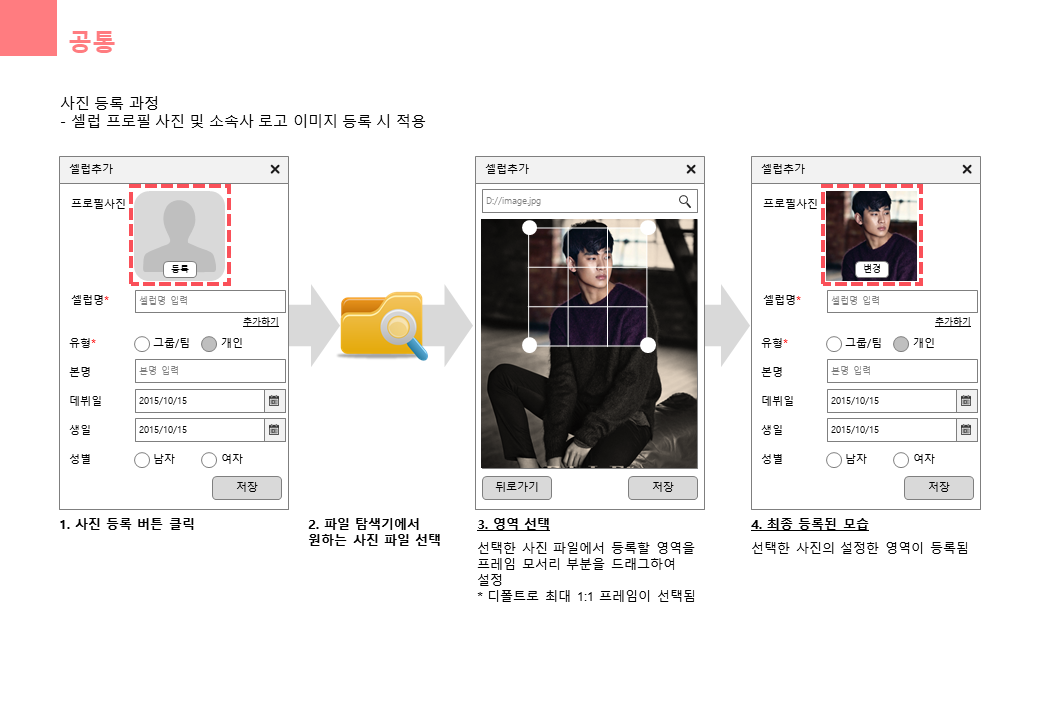 공통
사진 등록 과정
- 셀럽 프로필 사진 및 소속사 로고 이미지 등록 시 적용
셀럽추가
프로필사진
등록
셀럽명*
셀럽명 입력
추가하기
유형*
그룹/팀
개인
본명
본명 입력
데뷔일
2015/10/15
생일
2015/10/15
성별
남자
여자
저장
1. 사진 등록 버튼 클릭
2. 파일 탐색기에서
원하는 사진 파일 선택
셀럽추가
D://image.jpg
뒤로가기
저장
3. 영역 선택
선택한 사진 파일에서 등록할 영역을
프레임 모서리 부분을 드래그하여
설정
* 디폴트로 최대 1:1 프레임이 선택됨
셀럽추가
프로필사진
변경
셀럽명*
셀럽명 입력
추가하기
유형*
그룹/팀
개인
본명
본명 입력
데뷔일
2015/10/15
생일
2015/10/15
성별
남자
여자
저장
4. 최종 등록된 모습
선택한 사진의 설정한 영역이 등록됨